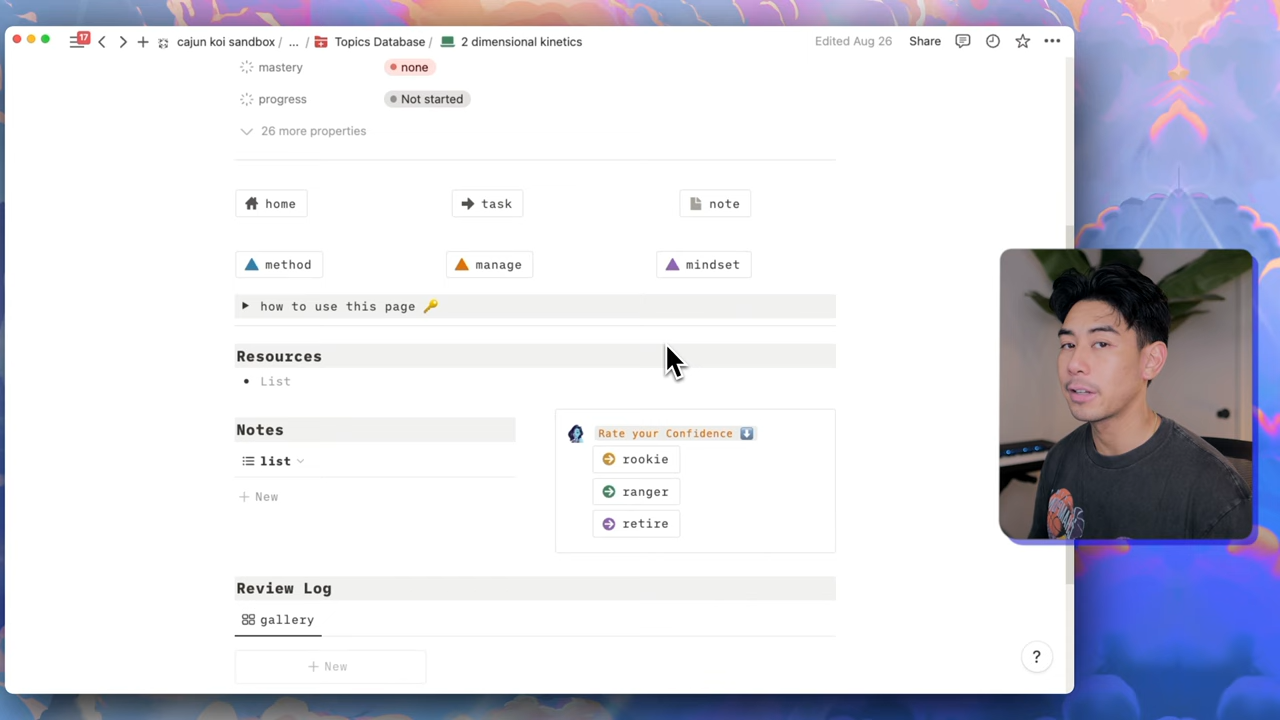 17
cajun koi sandbox / ... / Topics Database / 2 dimensional kinetics
Edited Aug 26
Share
mastery none
progress Not started
26 more properties
home task note
method manage mindset
how to use this page 🔑
Resources
• List
Notes
list
+ New
Rate your Confidence ⬇️
rookie
ranger
retire
Review Log
gallery
+ New
?